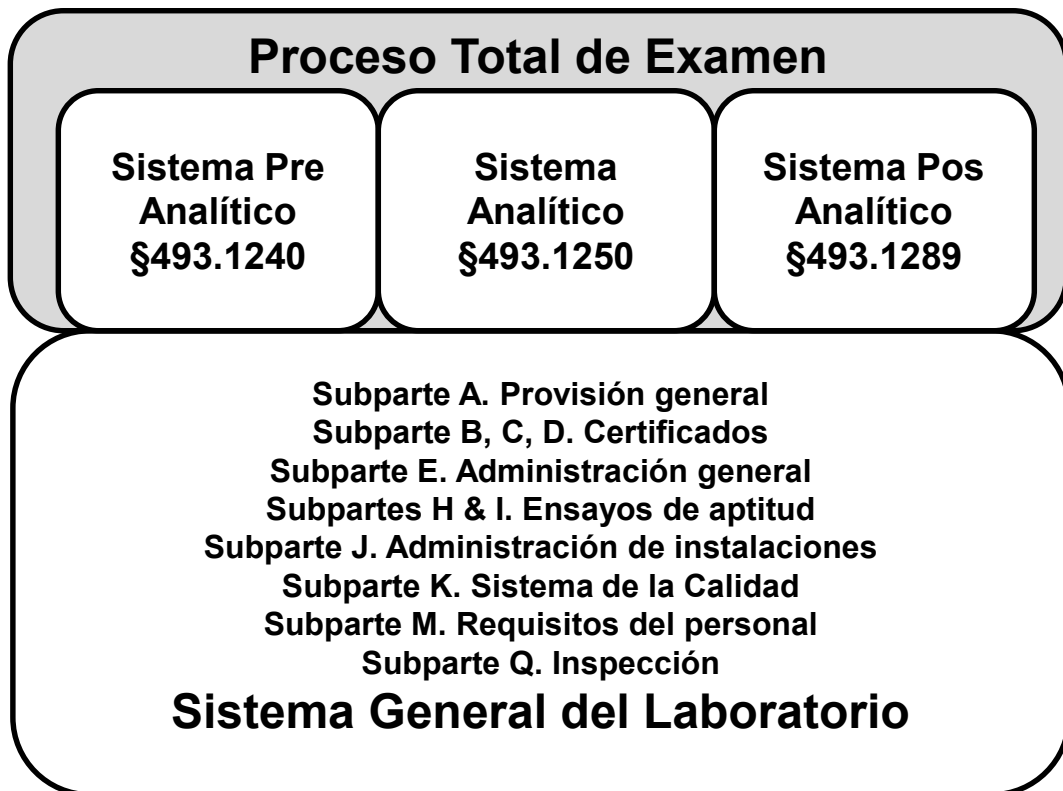 Proceso Total de Examen
Sistema Pre
Analítico
§493.1240
Sistema
Analítico
§493.1250
Sistema Pos
Analítico
§493.1289
Subparte A. Provisión general
Subparte B, C, D. Certificados
Subparte E. Administración general
Subpartes H & I. Ensayos de aptitud
Subparte J. Administración de instalaciones
Subparte K. Sistema de la Calidad
Subparte M. Requisitos del personal
Subparte Q. Inspección
Sistema General del Laboratorio